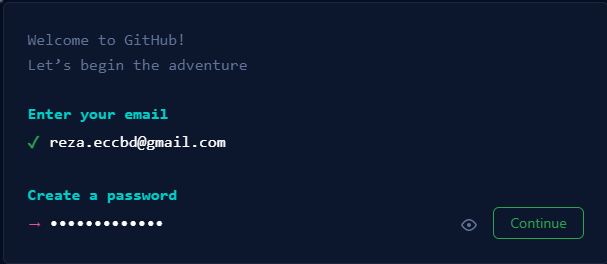 Welcome to GitHub!
Let’s begin the adventure
Enter your email
✓ reza.eccbd@gmail.com
Create a password
→ •••••••••••••
Continue